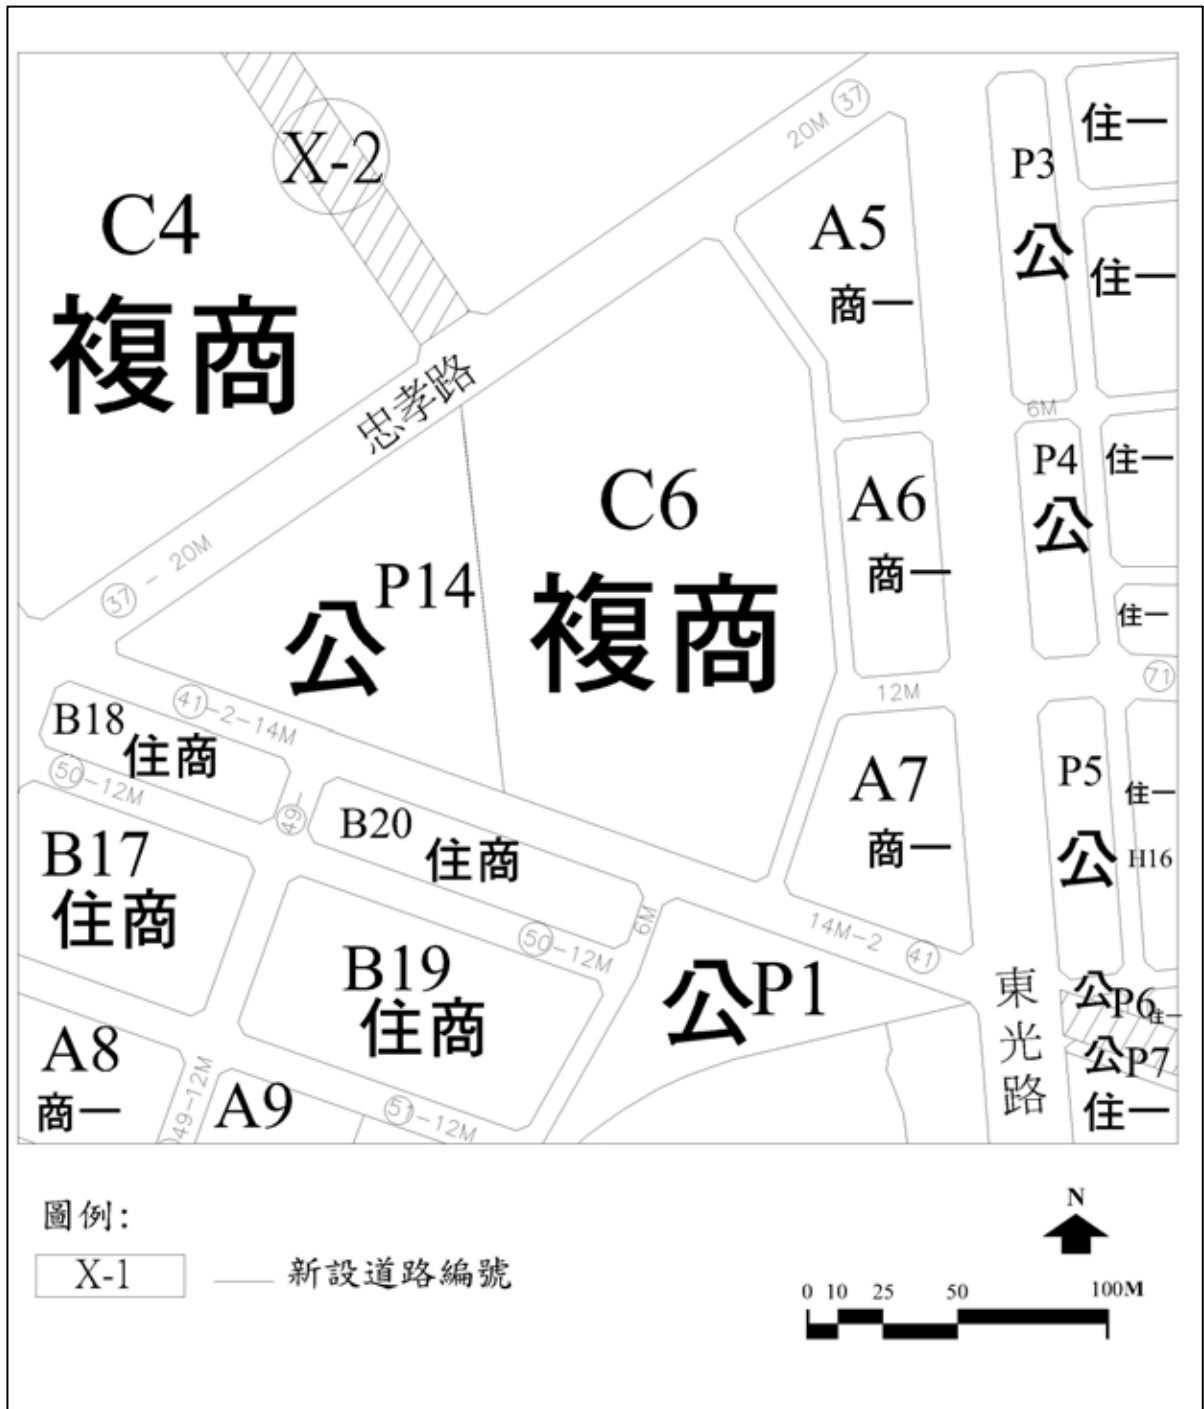 X-2
C4
複商
37
20M
忠孝路
A5
商一
P3
公
住一
住一
6M
P4
公
住一
住一
C6
複商
A6
商一
37-20M
P14
公
12M
71
41-2-14M
B18
住商
50-12M
49
B20
住商
A7
商一
P5
公
住一
H16
B17
住商
B19
住商
50-12M
6M
14M-2
41
公P1
東光路
公P6
住一
公P7
住一
A8
商一
49-12M
A9
51-12M
圖例:
X-1
新設道路編號
N
0 10 25 50 100M